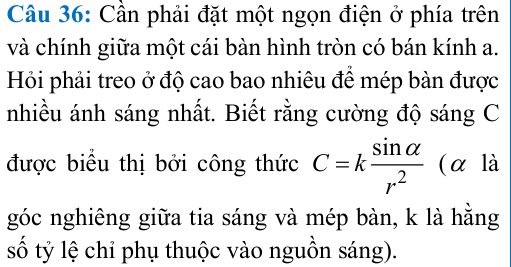 Câu 36: Cần phải đặt một ngọn điện ở phía trên
và chính giữa một cái bàn hình tròn có bán kính a.
Hỏi phải treo ở độ cao bao nhiêu để mép bàn được
nhiều ánh sáng nhất. Biết rằng cường độ sáng C
được biểu thị bởi công thức $C = k\frac{\sin\alpha}{r^2}$ (α là
góc nghiêng giữa tia sáng và mép bàn, k là hằng
số tỷ lệ chỉ phụ thuộc vào nguồn sáng).